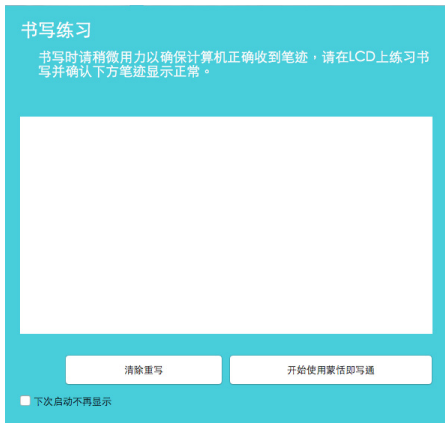 书写练习
书写时请稍微用力以确保计算机正确收到笔迹，请在LCD上练习书
写并确认下方笔迹显示正常。
清除重写
开始使用蒙恬即写通
下次启动不再显示